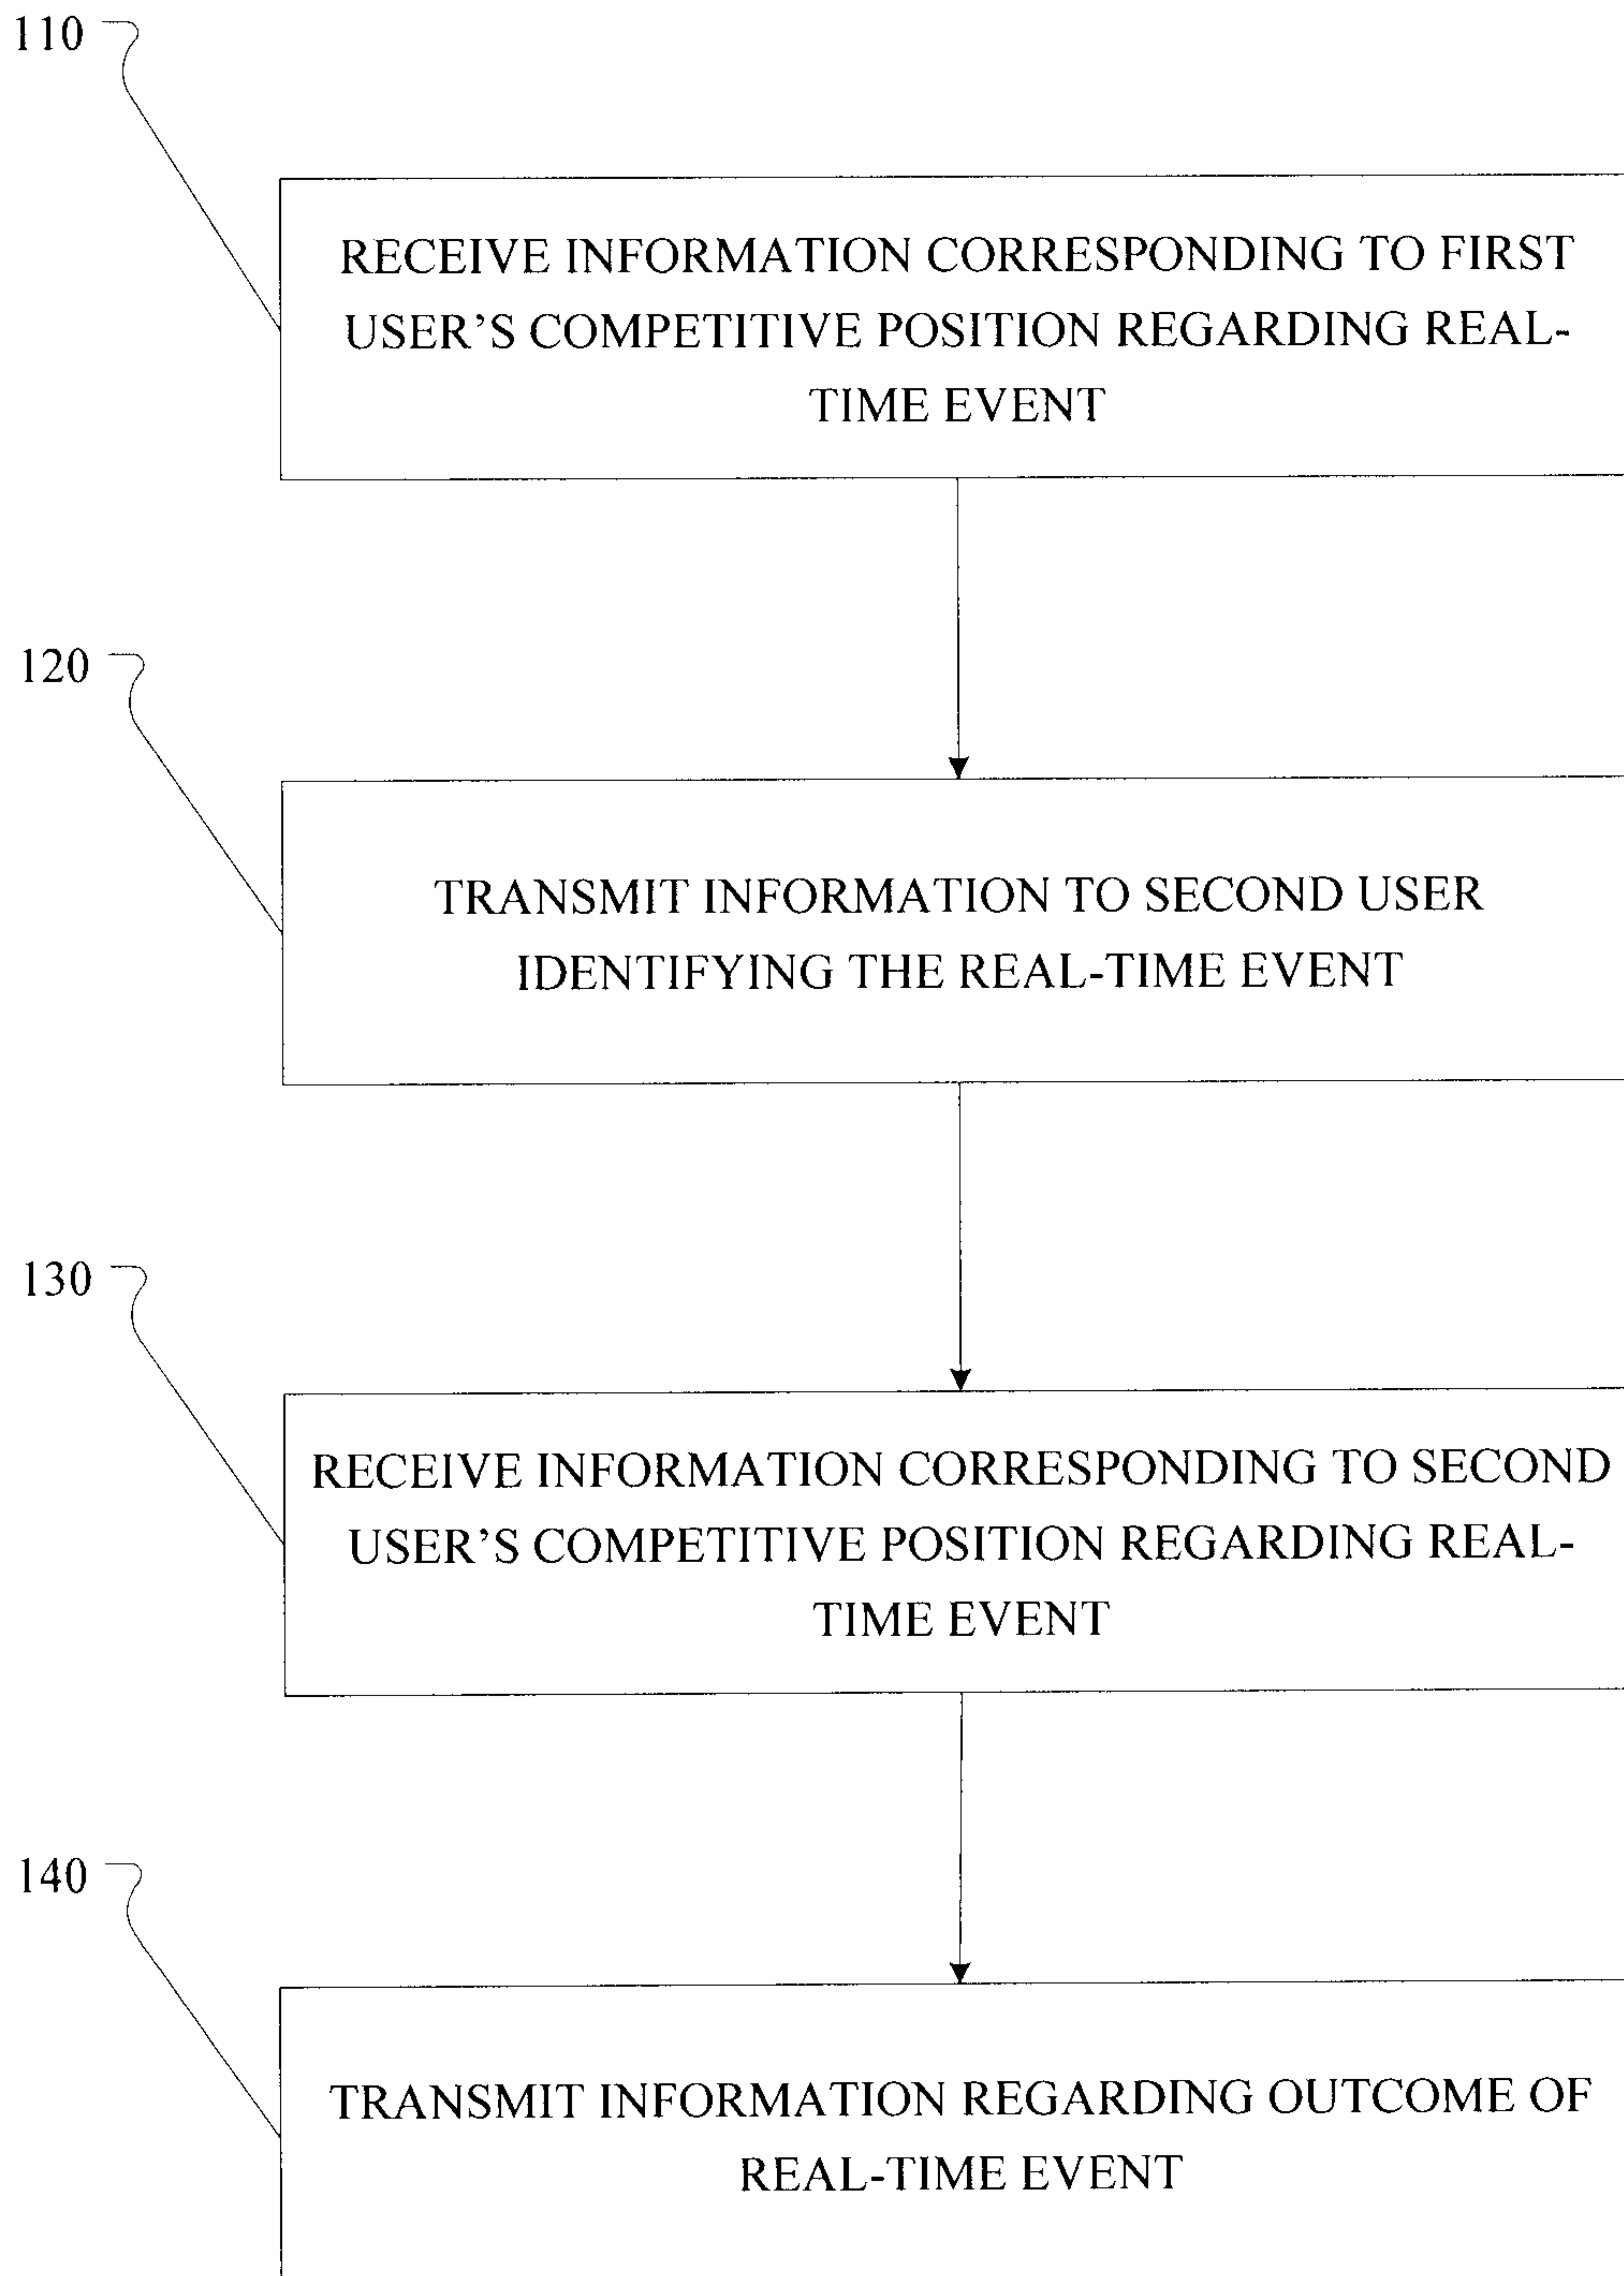 110
RECEIVE INFORMATION CORRESPONDING TO FIRST
USER'S COMPETITIVE POSITION REGARDING REAL-
TIME EVENT
120
TRANSMIT INFORMATION TO SECOND USER
IDENTIFYING THE REAL-TIME EVENT
130
RECEIVE INFORMATION CORRESPONDING TO SECOND
USER'S COMPETITIVE POSITION REGARDING REAL-
TIME EVENT
140
TRANSMIT INFORMATION REGARDING OUTCOME OF
REAL-TIME EVENT